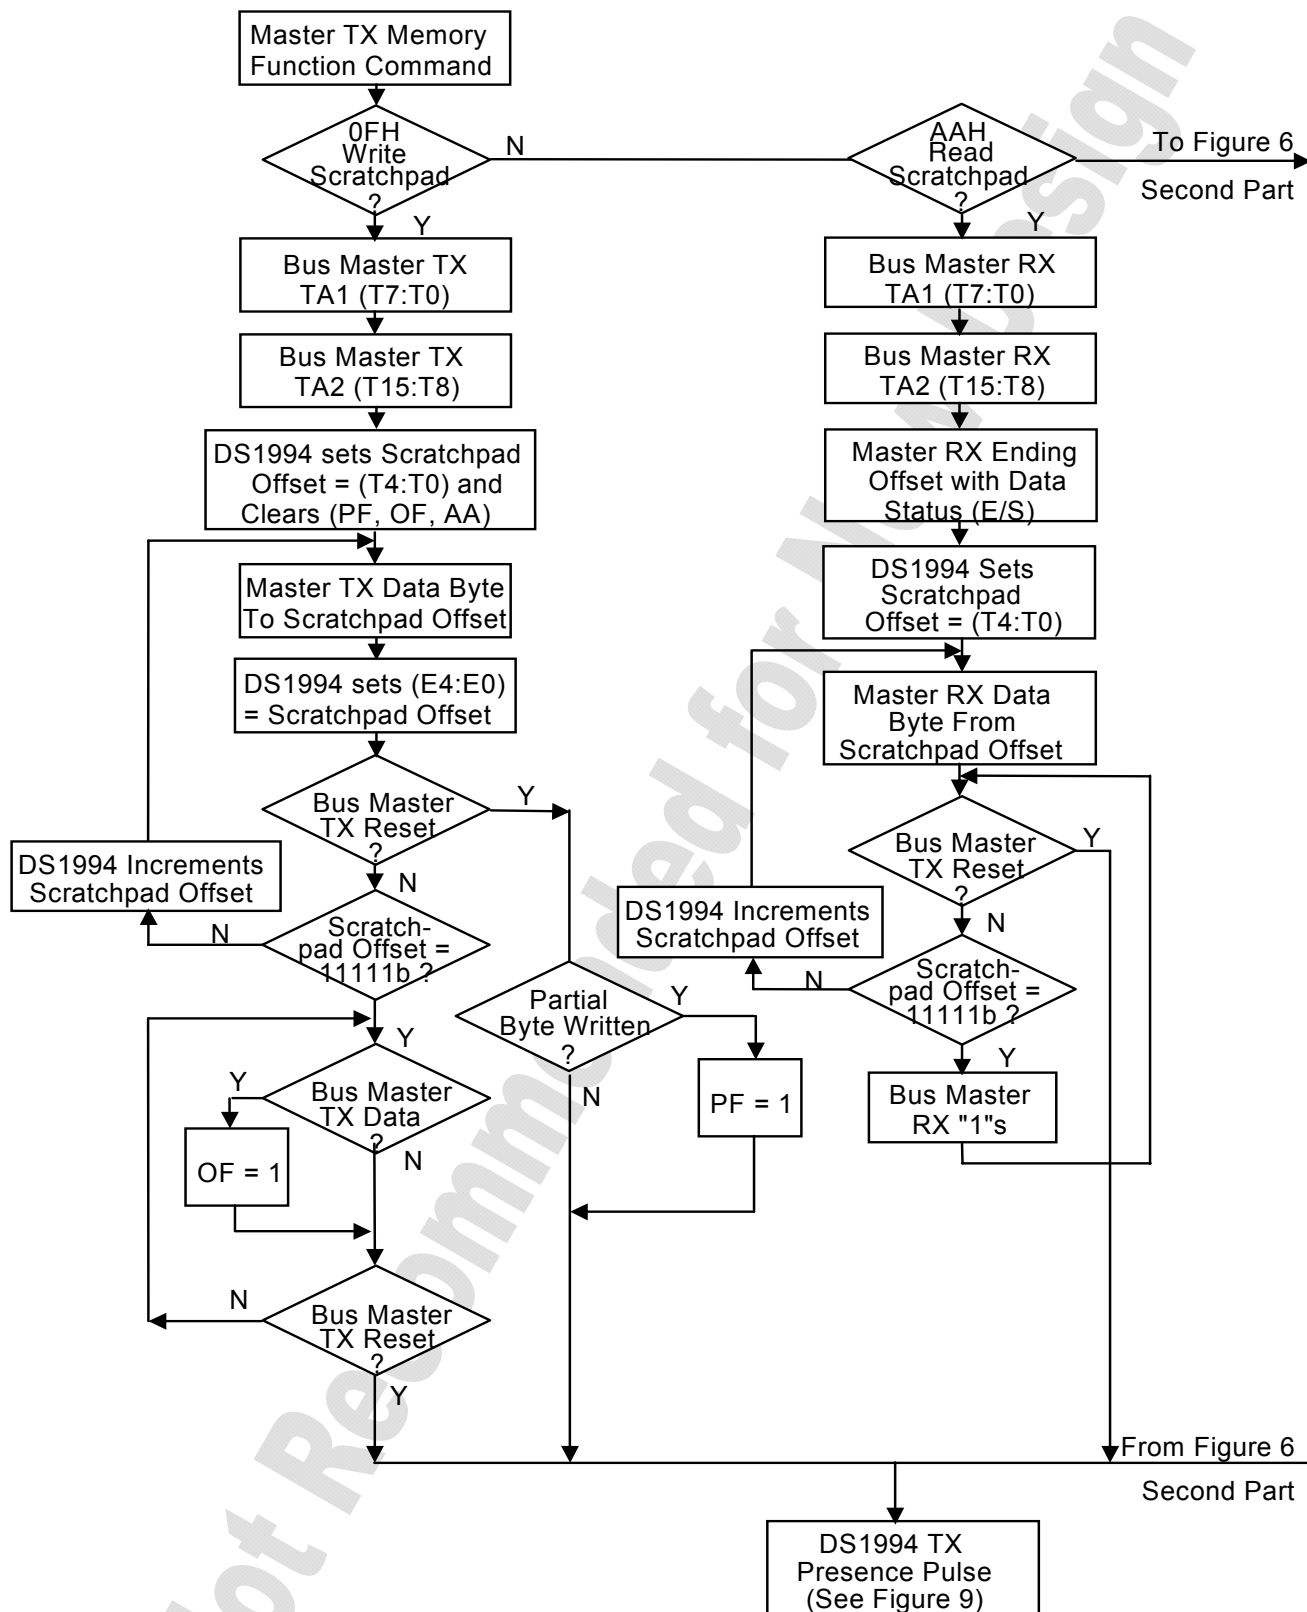 Master TX Memory
Function Command
0FH
Write
Scratchpad
?
N
Y
AAH
Read
Scratchpad
?
Y
To Figure 6
Second Part
Bus Master TX
TA1 (T7:T0)
Bus Master TX
TA2 (T15:T8)
DS1994 sets Scratchpad
Offset = (T4:T0) and
Clears (PF, OF, AA)
Master TX Data Byte
To Scratchpad Offset
DS1994 sets (E4:E0)
= Scratchpad Offset
Bus Master
TX Reset
?
Y
N
DS1994 Increments
Scratchpad Offset
Scratch-
pad Offset =
11111b ?
N
Y
Bus Master
TX Data
?
Y
N
OF = 1
Bus Master
TX Reset
?
N
Y
Partial
Byte Written
?
Y
N
PF = 1
Bus Master RX
TA1 (T7:T0)
Bus Master RX
TA2 (T15:T8)
Master RX Ending
Offset with Data
Status (E/S)
DS1994 Sets
Scratchpad
Offset = (T4:T0)
Master RX Data
Byte From
Scratchpad Offset
Bus Master
TX Reset
?
Y
N
DS1994 Increments
Scratchpad Offset
Scratch-
pad Offset =
11111b ?
N
Y
Bus Master
RX "1"s
From Figure 6
Second Part
DS1994 TX
Presence Pulse
(See Figure 9)
Not Recommended for New Design